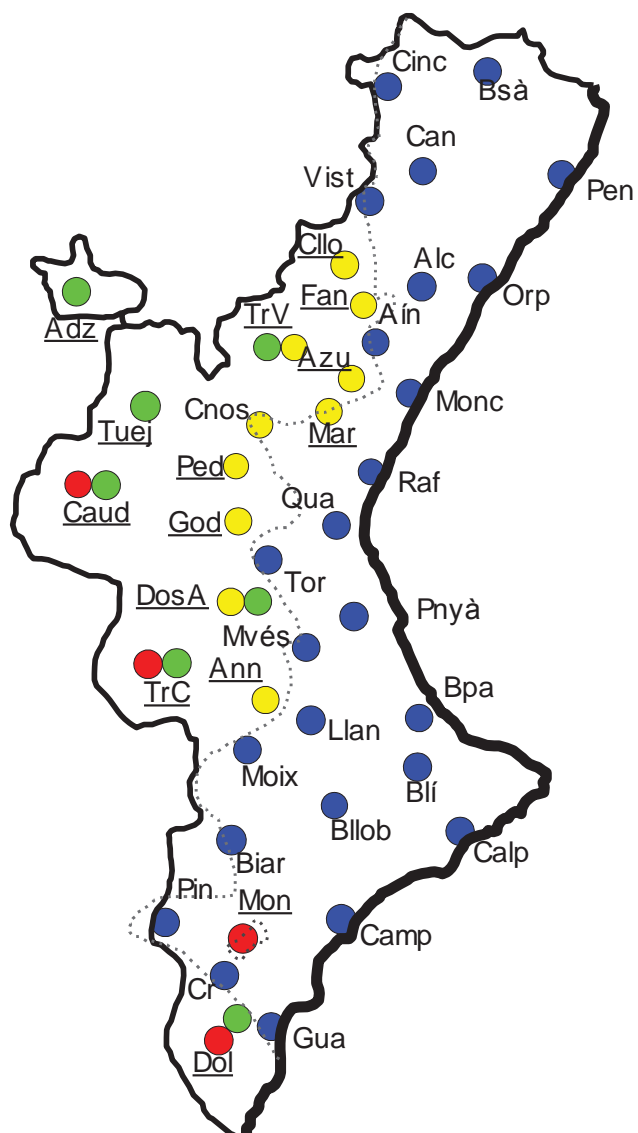 Cinc
Bsà
Can
Vist
Pen
Cllo
Alc
Fan
Orp
Adz
TrV
Aín
Azu
Monc
Cnos
Mar
Tuej
Ped
Qua
Raf
Caud
God
Tor
DosA
Pnyà
Mvés
Ann
TrC
Bpa
Llan
Moix
Blí
Bllob
Calp
Biar
Pin
Mon
Camp
Cr
Gua
Dol